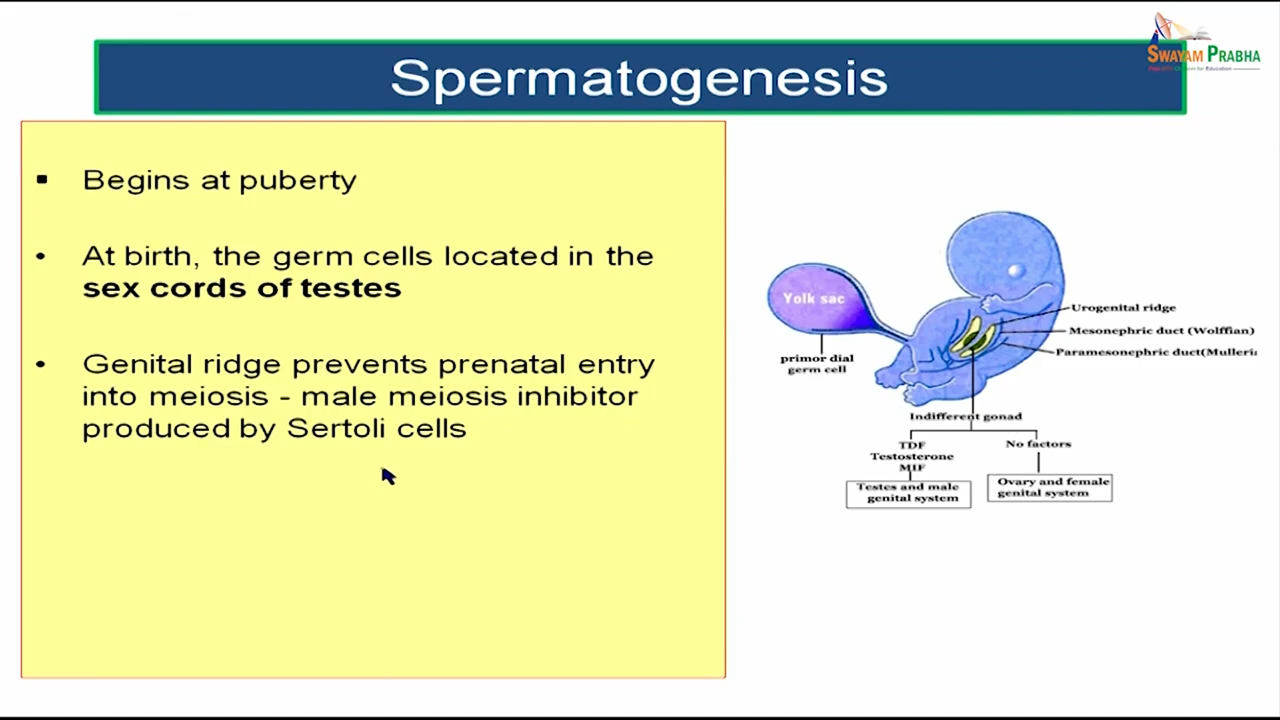 SWAYAM PRABHA
Spermatogenesis
Begins at puberty
At birth, the germ cells located in the
sex cords of testes
Genital ridge prevents prenatal entry
into meiosis - male meiosis inhibitor
produced by Sertoli cells
Yolk sac
primor dial
germ cell
Urogenital ridge
Mesonephric duct (Wolffian)
Paramesonephric duct(Mulleri
Indifferent gonad
TDF
Testosterone
MIF
No factors
Testes and male
genital system
Ovary and female
genital system